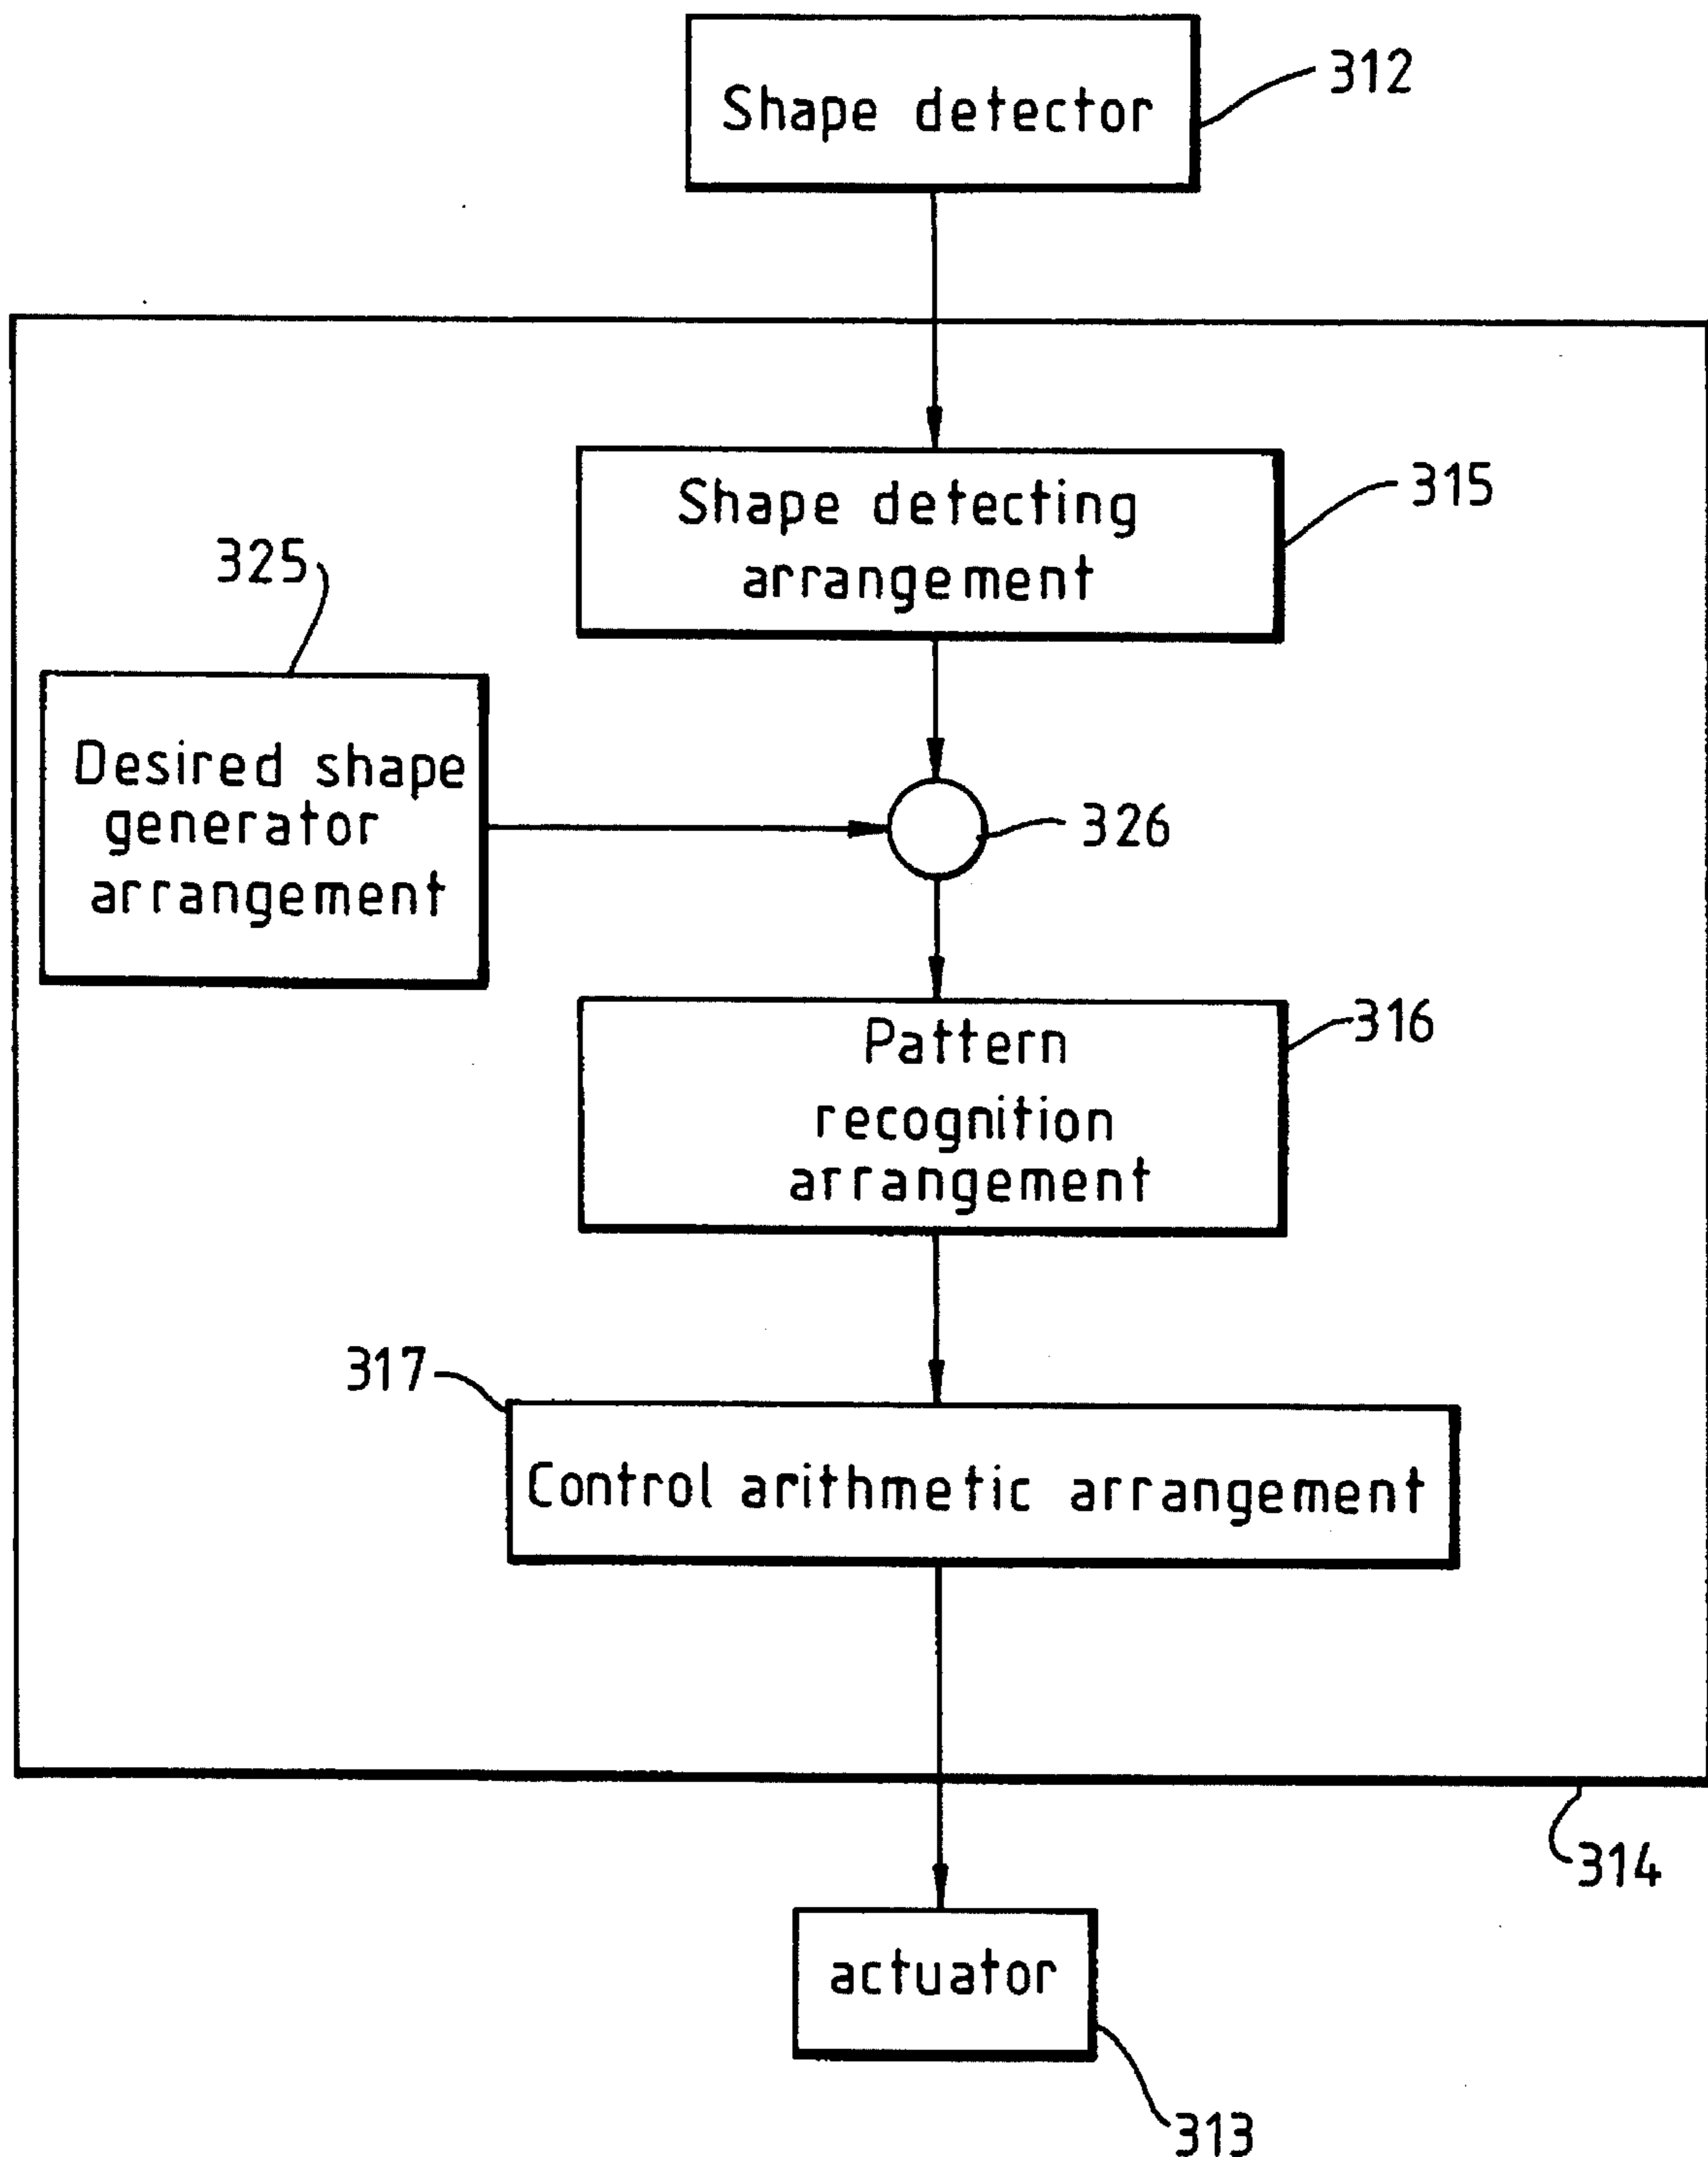 Shape detector
312
Shape detecting
arrangement
315
325
Desired shape
generator
arrangement
326
Pattern
recognition
arrangement
316
317
Control arithmetic arrangement
314
actuator
313